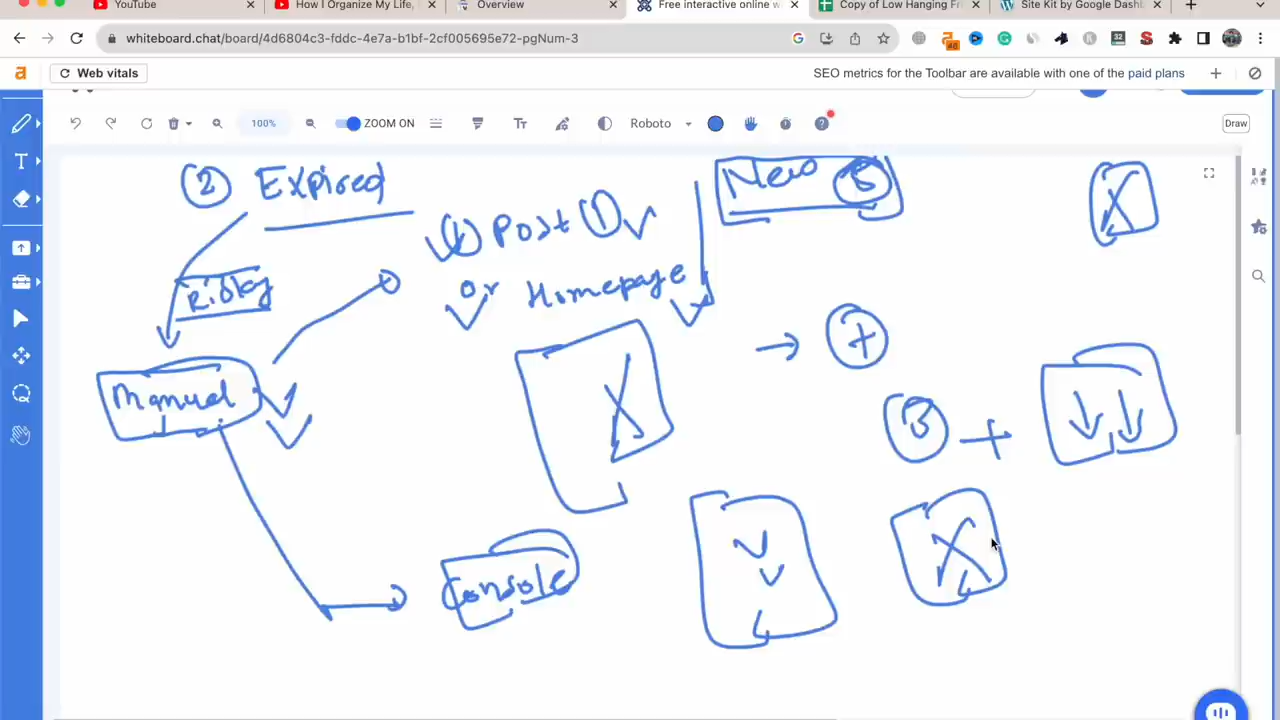 YouTube
How I Organize My Life,
Overview
Free interactive online w
Copy of Low Hanging Fr
Site Kit by Google Dashb
whiteboard.chat/board/4d6804c3-fddc-4e7a-b1bf-2cf005695e72-pgNum-3
48
32
S
a
Web vitals
SEO metrics for the Toolbar are available with one of the paid plans
100%
ZOOM ON
Roboto
Draw
2 Expired
New
Post 1
or Homepage
Manual
Console